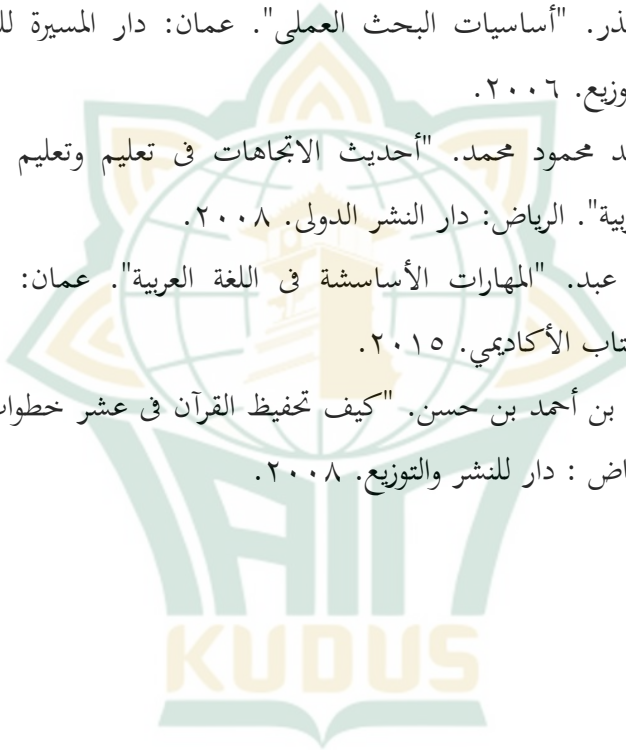 ذر. "أساسيات البحث العملى". عمان: دار المسيرة لل
وزيع. ٢٠٠٦.
د محمود محمد. "أحديث الاتجاهات فى تعليم وتعليم
بية". الرياض: دار النشر الدولى. ٢٠٠٨.
عبد. "المهارات الأساسشة فى اللغة العربية". عمان:
تاب الأكاديمي. ٢٠١٥.
بن أحمد بن حسن. "كيف تحفيظ القرآن فى عشر خطوات
اض : دار للنشر والتوزيع. ٢٠٠٨.
IAIN
KUDUS